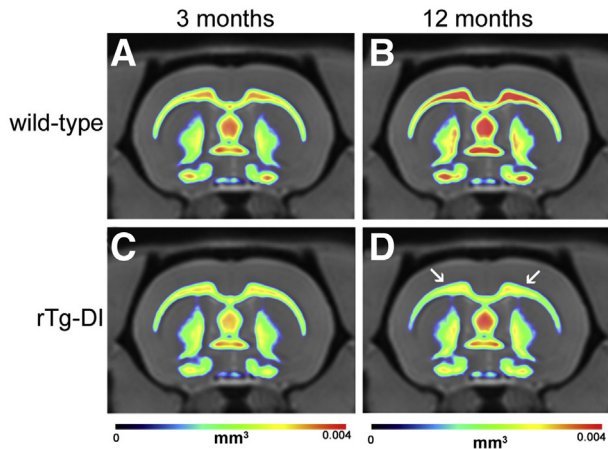 3 months 12 months
A B
wild-type
C D
rTg-DI
0 mm³ 0.004 0 mm³ 0.004